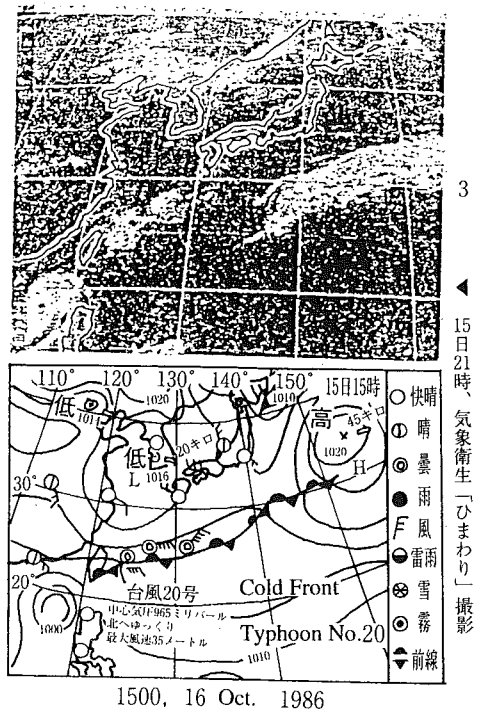 3
▲
15日21時、気象衛星「ひまわり」撮影
110°
120°
130°
140°
150°
15日15時
低
1014
1020
1010
高
45キロ
1020
H
低
L
1016
20キロ
30°
20°
1000
台風20号
中心気圧965ミリバール
北へゆっくり
最大風速35メートル
Cold Front
Typhoon No.20
1010
快晴
晴
曇
雨
風
雷雨
雪
霧
前線
1500, 16 Oct. 1986